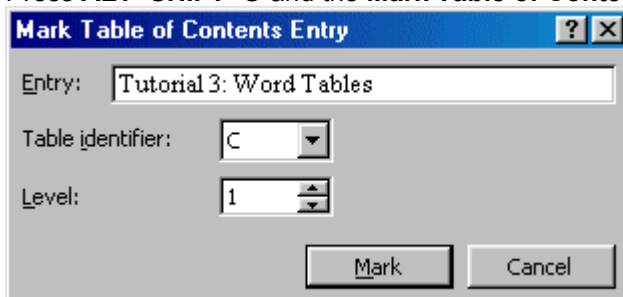 Mark Table of Contents Entry
Entry: Tutorial 3: Word Tables
Table identifier: C
Level: 1
Mark Cancel